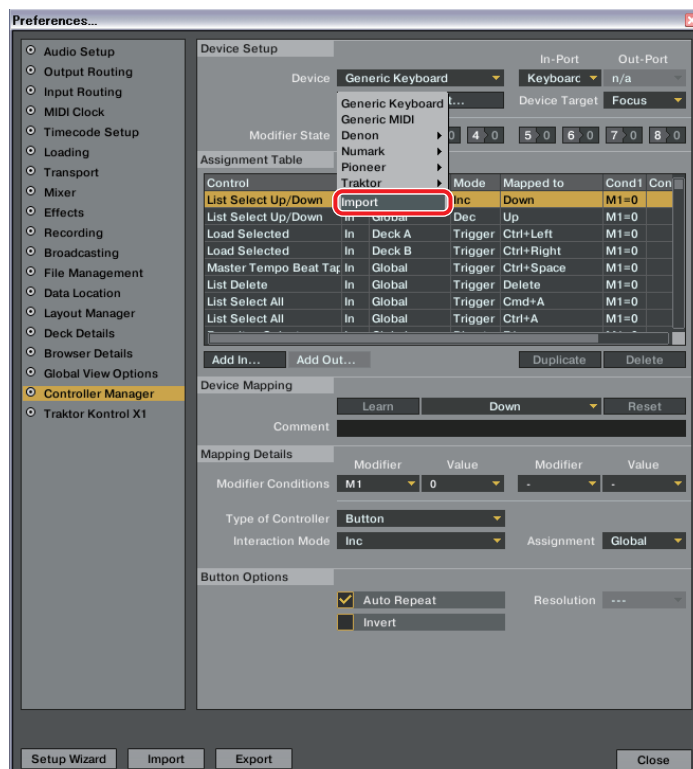 Preferences...
Audio Setup
Output Routing
Input Routing
MIDI Clock
Timecode Setup
Loading
Transport
Mixer
Effects
Recording
Broadcasting
File Management
Data Location
Layout Manager
Deck Details
Browser Details
Global View Options
Controller Manager
Traktor Kontrol X1
Device Setup
In-Port Out-Port
Device Generic Keyboard n/a
Device Target Focus
Generic Keyboard
Generic MIDI
Denon
Numark
Pioneer
Traktor
Import
Modifier State 0 4 0 5 0 6 0 7 0 8 0
Assignment Table
Control Mode Mapped to Cond1
List Select Up/Down Inc Down M1=0
List Select Up/Down In Global Dec Up M1=0
Load Selected In Deck A Trigger Ctrl+Left M1=0
Load Selected In Deck B Trigger Ctrl+Right M1=0
Master Tempo Beat In Global Trigger Ctrl+Space M1=0
List Delete In Global Trigger Delete M1=0
List Select All In Global Trigger Cmd+A M1=0
List Select All In Global Trigger Ctrl+A M1=0
Add In... Add Out... Duplicate Delete
Device Mapping
Learn Down Reset
Comment
Mapping Details
Modifier Value Modifier Value
Modifier Conditions M1 0 - -
Type of Controller Button
Interaction Mode Inc Assignment Global
Button Options
Auto Repeat Resolution ---
Invert
Setup Wizard Import Export Close